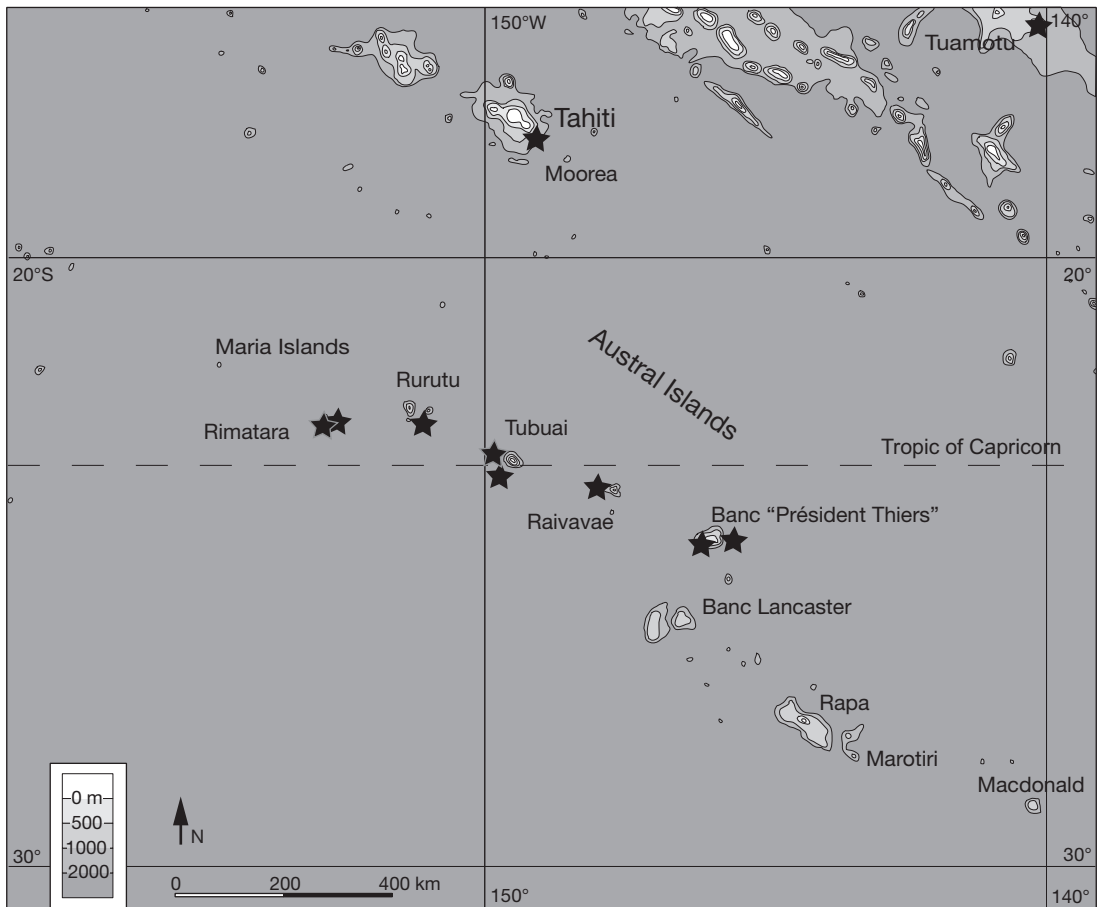 150°W
140°
Tuamotu
Tahiti
Moorea
20°S
20°
Maria Islands
Austral Islands
Rurutu
Rimatara
Tubuai
Tropic of Capricorn
Raivavae
Banc “Président Thiers”
Banc Lancaster
Rapa
Marotiri
Macdonald
0 m
500
1000
2000
N
30°
30°
0 200 400 km
150°
140°